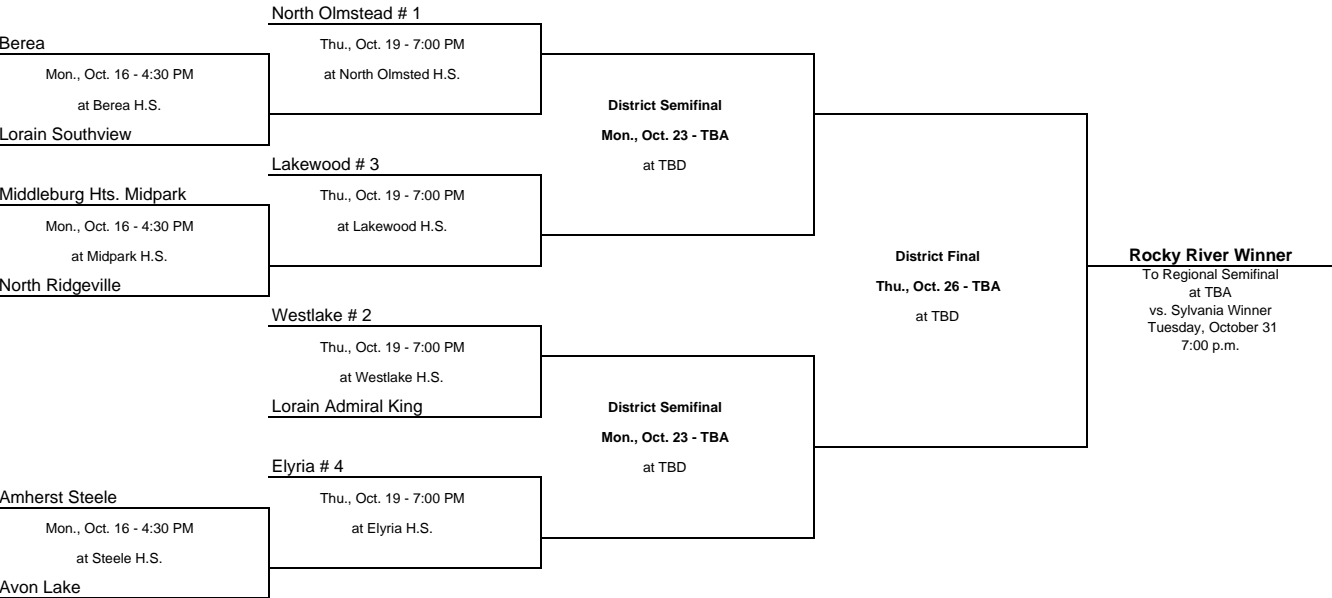 North Olmstead # 1
Berea
Thu., Oct. 19 - 7:00 PM
Mon., Oct. 16 - 4:30 PM
at North Olmsted H.S.
at Berea H.S.
District Semifinal
Lorain Southview
Mon., Oct. 23 - TBA
Lakewood # 3
at TBD
Middleburg Hts. Midpark
Thu., Oct. 19 - 7:00 PM
Mon., Oct. 16 - 4:30 PM
at Lakewood H.S.
at Midpark H.S.
District Final
Rocky River Winner
North Ridgeville
Thu., Oct. 26 - TBA
To Regional Semifinal
at TBA
vs. Sylvania Winner
Tuesday, October 31
7:00 p.m.
Westlake # 2
at TBD
Thu., Oct. 19 - 7:00 PM
at Westlake H.S.
Lorain Admiral King
District Semifinal
Mon., Oct. 23 - TBA
Elyria # 4
at TBD
Amherst Steele
Thu., Oct. 19 - 7:00 PM
Mon., Oct. 16 - 4:30 PM
at Elyria H.S.
at Steele H.S.
Avon Lake